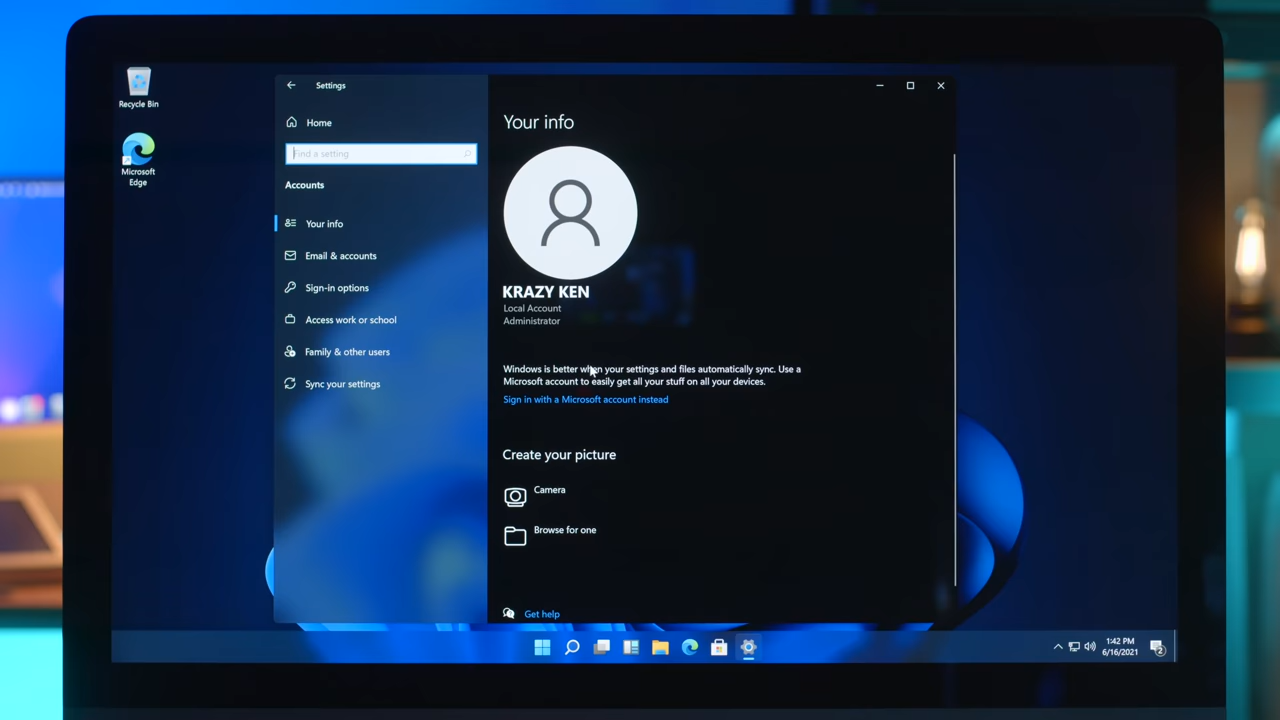 Recycle Bin
Microsoft
Edge
Settings
Home
Find a setting
Accounts
Your info
Email & accounts
Sign-in options
Access work or school
Family & other users
Sync your settings
Your info
KRAZY KEN
Local Account
Administrator
Windows is better when your settings and files automatically sync. Use a
Microsoft account to easily get all your stuff on all your devices.
Sign in with a Microsoft account instead
Create your picture
Camera
Browse for one
Get help
1:42 PM
6/16/2021
2